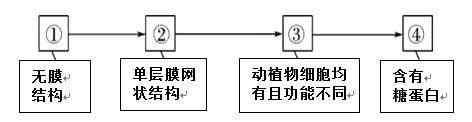 ① ② ③ ④
无膜
结构
单层膜网
状结构
动植物细胞均
有且功能不同
含有
糖蛋白